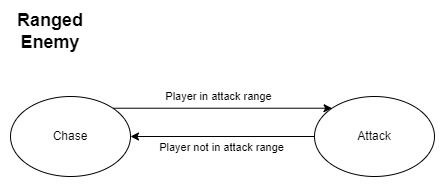 Ranged
Enemy
Player in attack range
Chase
Attack
Player not in attack range